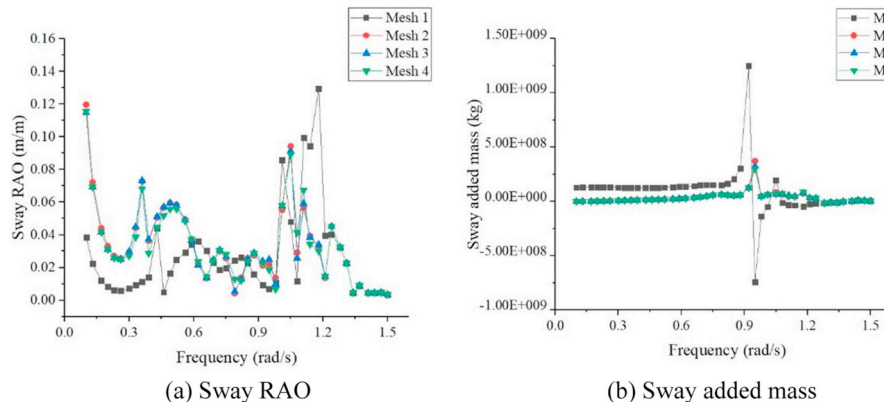 Mesh 1
Mesh 2
Mesh 3
Mesh 4
0.16
0.14
0.12
0.10
0.08
0.06
0.04
0.02
0.00
Sway RAO (m/m)
0.0
0.3
0.6
0.9
1.2
1.5
Frequency (rad/s)
(a) Sway RAO
M
M
M
M
1.50E+009
1.00E+009
5.00E+008
0.00E+000
-5.00E+008
-1.00E+009
Sway added mass (kg)
0.0
0.3
0.6
0.9
1.2
1.5
Frequency (rad/s)
(b) Sway added mass